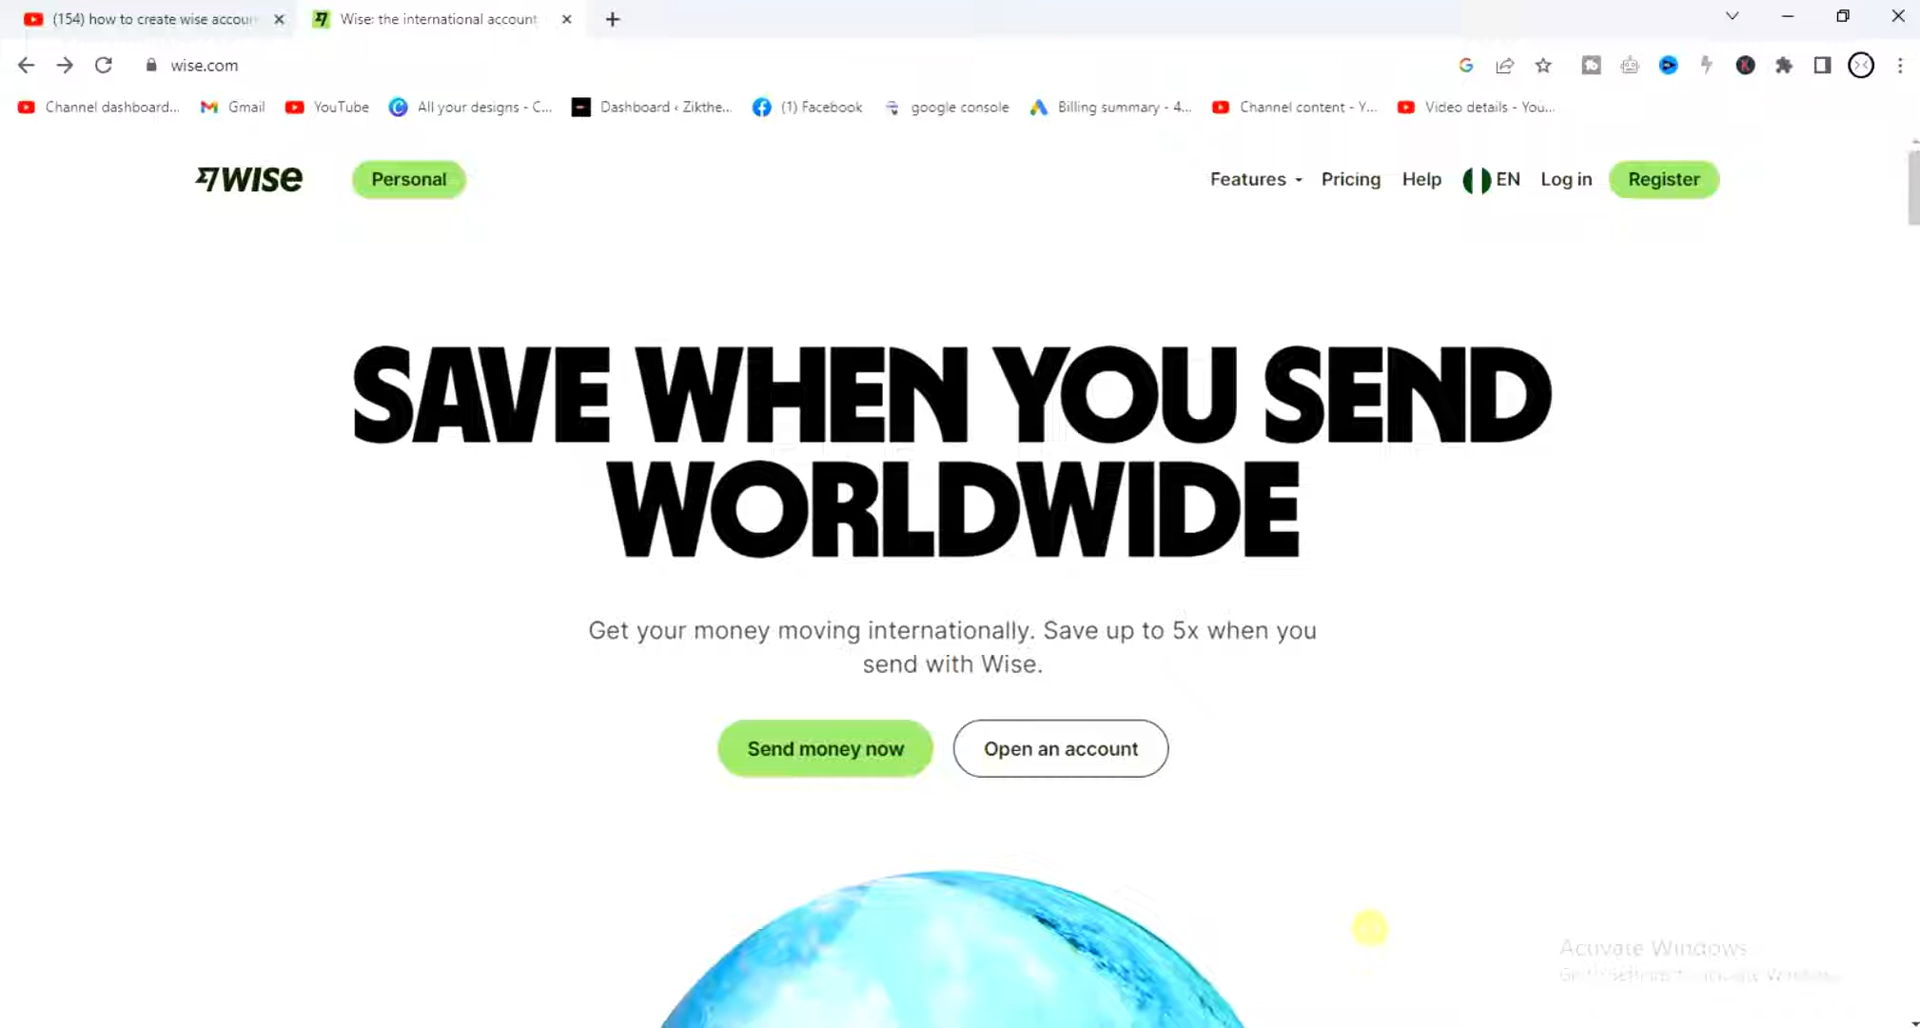 (154) how to create wise accour
Wise: the international account
wise.com
Channel dashboard...
Gmail
YouTube
All your designs - C...
Dashboard ‹ Zikthe...
(1) Facebook
google console
Billing summary - 4...
Channel content - Y...
Video details - You...
WISE
Personal
Features
Pricing
Help
EN
Log in
Register
SAVE WHEN YOU SEND
WORLDWIDE
Get your money moving internationally. Save up to 5x when you
send with Wise.
Send money now
Open an account
Activate Windows